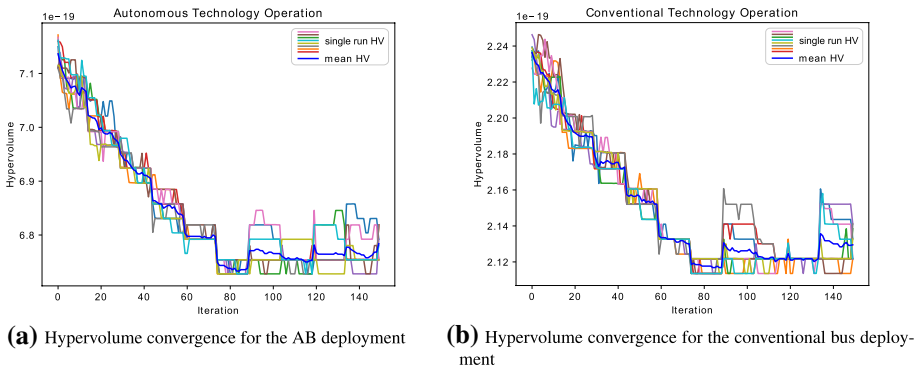 Autonomous Technology Operation
1e−19
Hypervolume
7.1
7.0
6.9
6.8
single run HV
mean HV
0 20 40 60 80 100 120 140
Iteration
(a) Hypervolume convergence for the AB deployment
Conventional Technology Operation
1e−19
Hypervolume
2.24
2.22
2.20
2.18
2.16
2.14
2.12
single run HV
mean HV
0 20 40 60 80 100 120 140
Iteration
(b) Hypervolume convergence for the conventional bus deploy-
ment